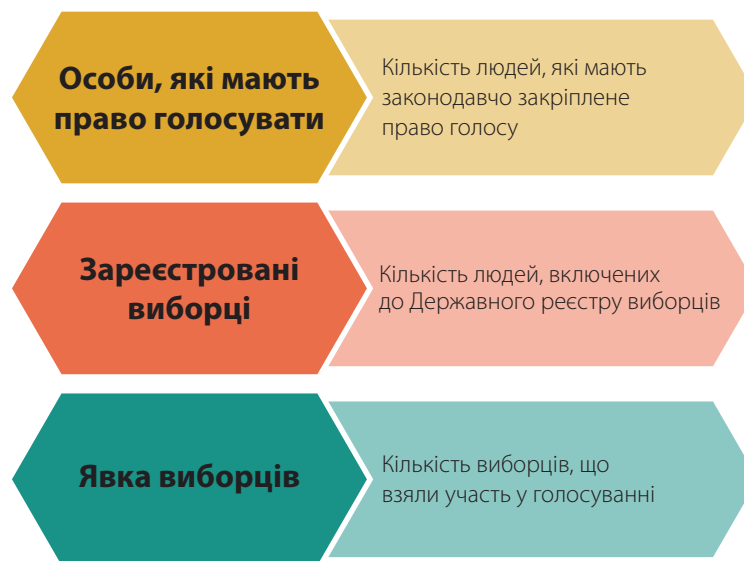 Особи, які мають
право голосувати
Кількість людей, які мають
законодавчо закріплене
право голосу
Зареєстровані
виборці
Кількість людей, включених
до Державного реєстру виборців
Явка виборців
Кількість виборців, що
взяли участь у голосуванні